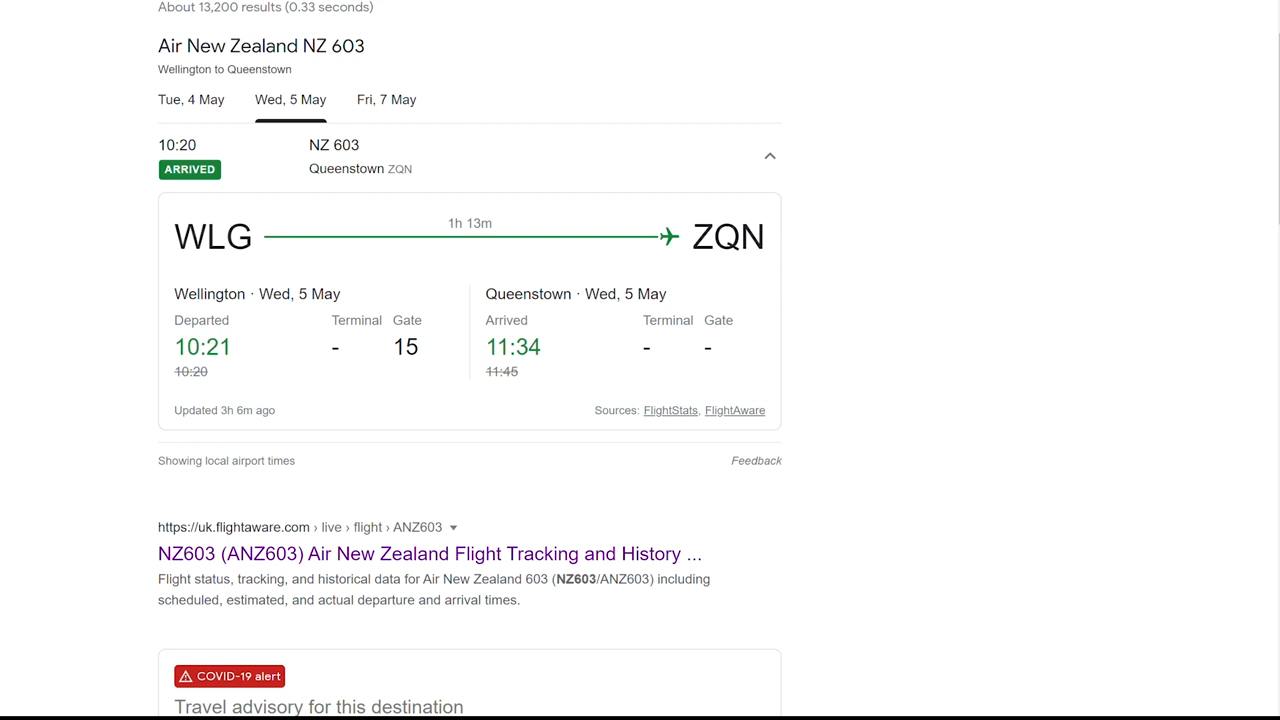 About 13,200 results (0.33 seconds)
Air New Zealand NZ 603
Wellington to Queenstown
Tue, 4 May Wed, 5 May Fri, 7 May
10:20 NZ 603
ARRIVED Queenstown ZQN
1h 13m
WLG ZQN
Wellington · Wed, 5 May Queenstown · Wed, 5 May
Departed Terminal Gate Arrived Terminal Gate
10:21 - 15 11:34 - -
10:20 11:45
Updated 3h 6m ago Sources: FlightStats, FlightAware
Showing local airport times Feedback
https://uk.flightaware.com › live › flight › ANZ603
NZ603 (ANZ603) Air New Zealand Flight Tracking and History ...
Flight status, tracking, and historical data for Air New Zealand 603 (NZ603/ANZ603) including
scheduled, estimated, and actual departure and arrival times.
COVID-19 alert
Travel advisory for this destination